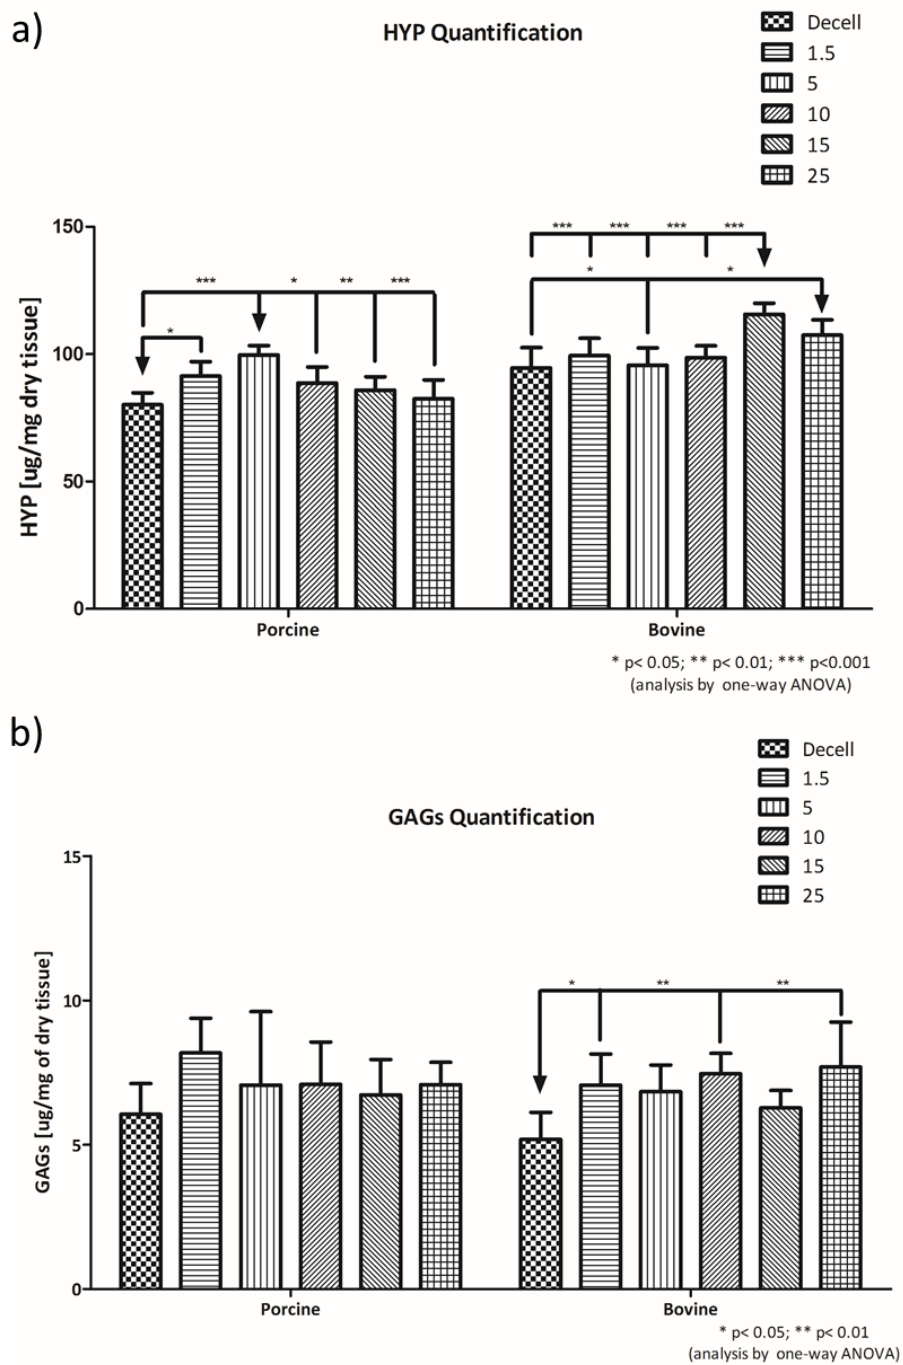 a)
HYP Quantification
Decell
1.5
5
10
15
25
HYP [ug/mg dry tissue]
150
100
50
0
*** * ** ***
*
*** *** *** ***
* *
Porcine Bovine
* p< 0.05; ** p< 0.01; *** p<0.001
(analysis by one-way ANOVA)
b)
GAGs Quantification
Decell
1.5
5
10
15
25
GAGs [ug/mg of dry tissue]
15
10
5
0
* ** **
Porcine Bovine
* p< 0.05; ** p< 0.01
(analysis by one-way ANOVA)